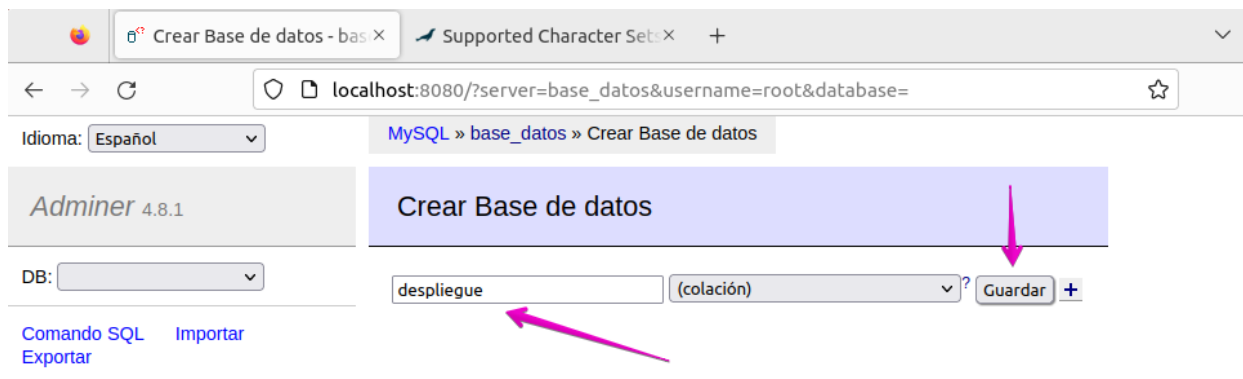 Crear Base de datos - bas
Supported Character Sets
localhost:8080/?server=base_datos&username=root&database=
Idioma: Español
MySQL » base_datos » Crear Base de datos
Adminer 4.8.1
Crear Base de datos
DB:
despliegue (colación) ? Guardar +
Comando SQL Importar
Exportar